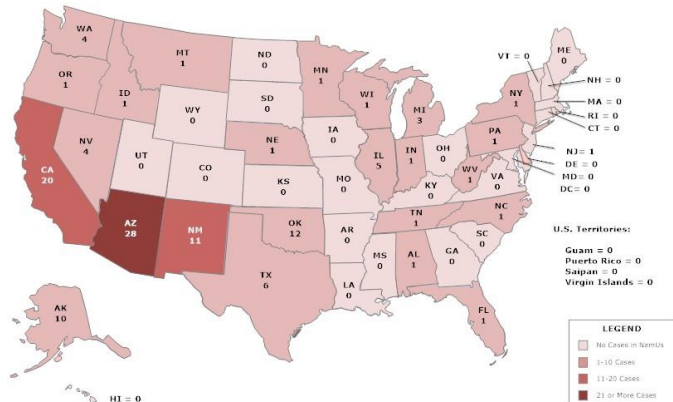 WA
4
MT
1
ND
0
MN
1
ME
0
VT = 0
OR
1
ID
1
SD
0
WI
1
NH = 0
WY
0
MI
3
NY
1
MA = 0
RI = 0
CT = 0
NV
4
UT
0
CO
0
NE
1
IA
0
IL
5
IN
1
OH
0
PA
1
NJ= 1
DE = 0
MD= 0
DC= 0
CA
20
KS
0
MO
0
KY
0
WV
1
VA
0
AZ
28
NM
11
OK
12
AR
0
TN
1
NC
1
SC
0
TX
6
LA
0
MS
0
AL
1
GA
0
FL
1
U.S. Territories:
Guam = 0
Puerto Rico = 0
Saipan = 0
Virgin Islands = 0
AK
10
HI = 0
LEGEND
No Cases in NamUs
1-10 Cases
11-20 Cases
21 or More Cases